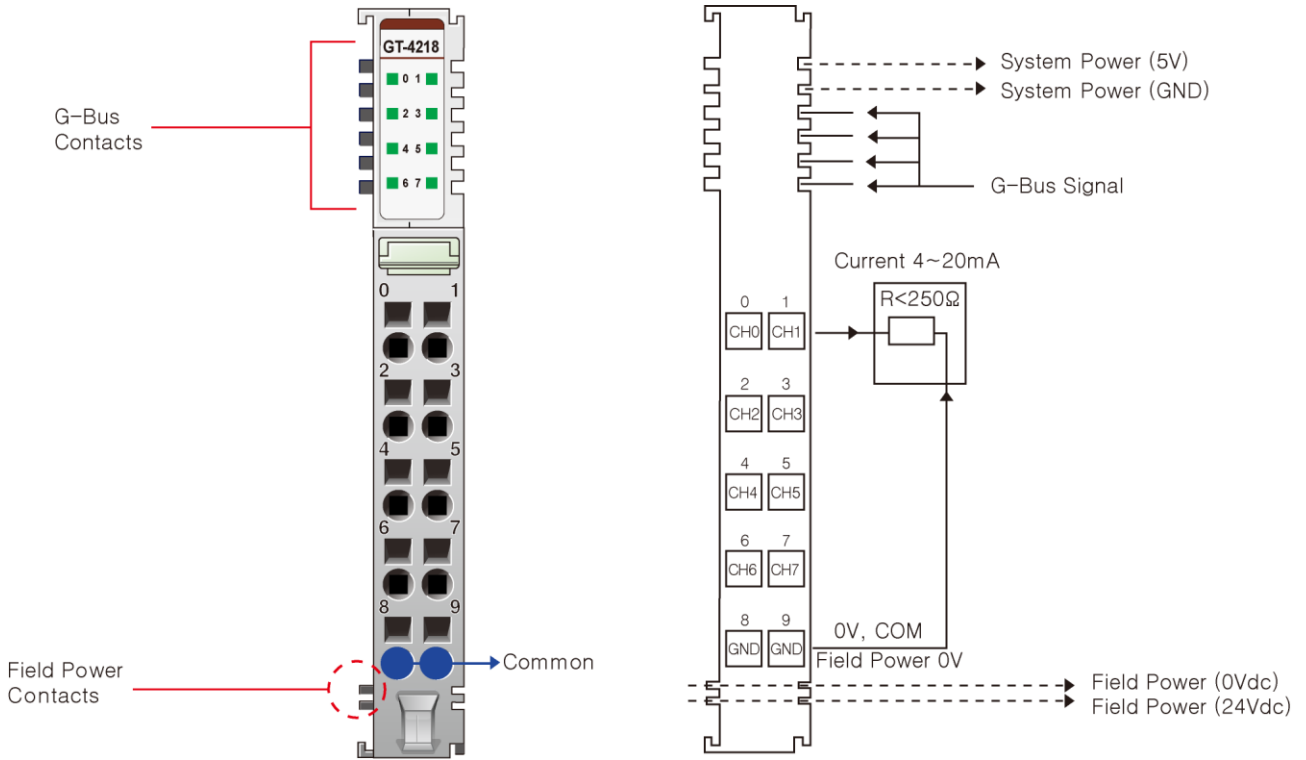 GT-4218
0 1
2 3
4 5
6 7
G-Bus
Contacts
0 1
2 3
4 5
6 7
8 9
Common
Field Power
Contacts
System Power (5V)
System Power (GND)
G-Bus Signal
Current 4~20mA
R<250Ω
0 1
CH0 CH1
2 3
CH2 CH3
4 5
CH4 CH5
6 7
CH6 CH7
8 9
GND GND
0V, COM
Field Power 0V
Field Power (0Vdc)
Field Power (24Vdc)